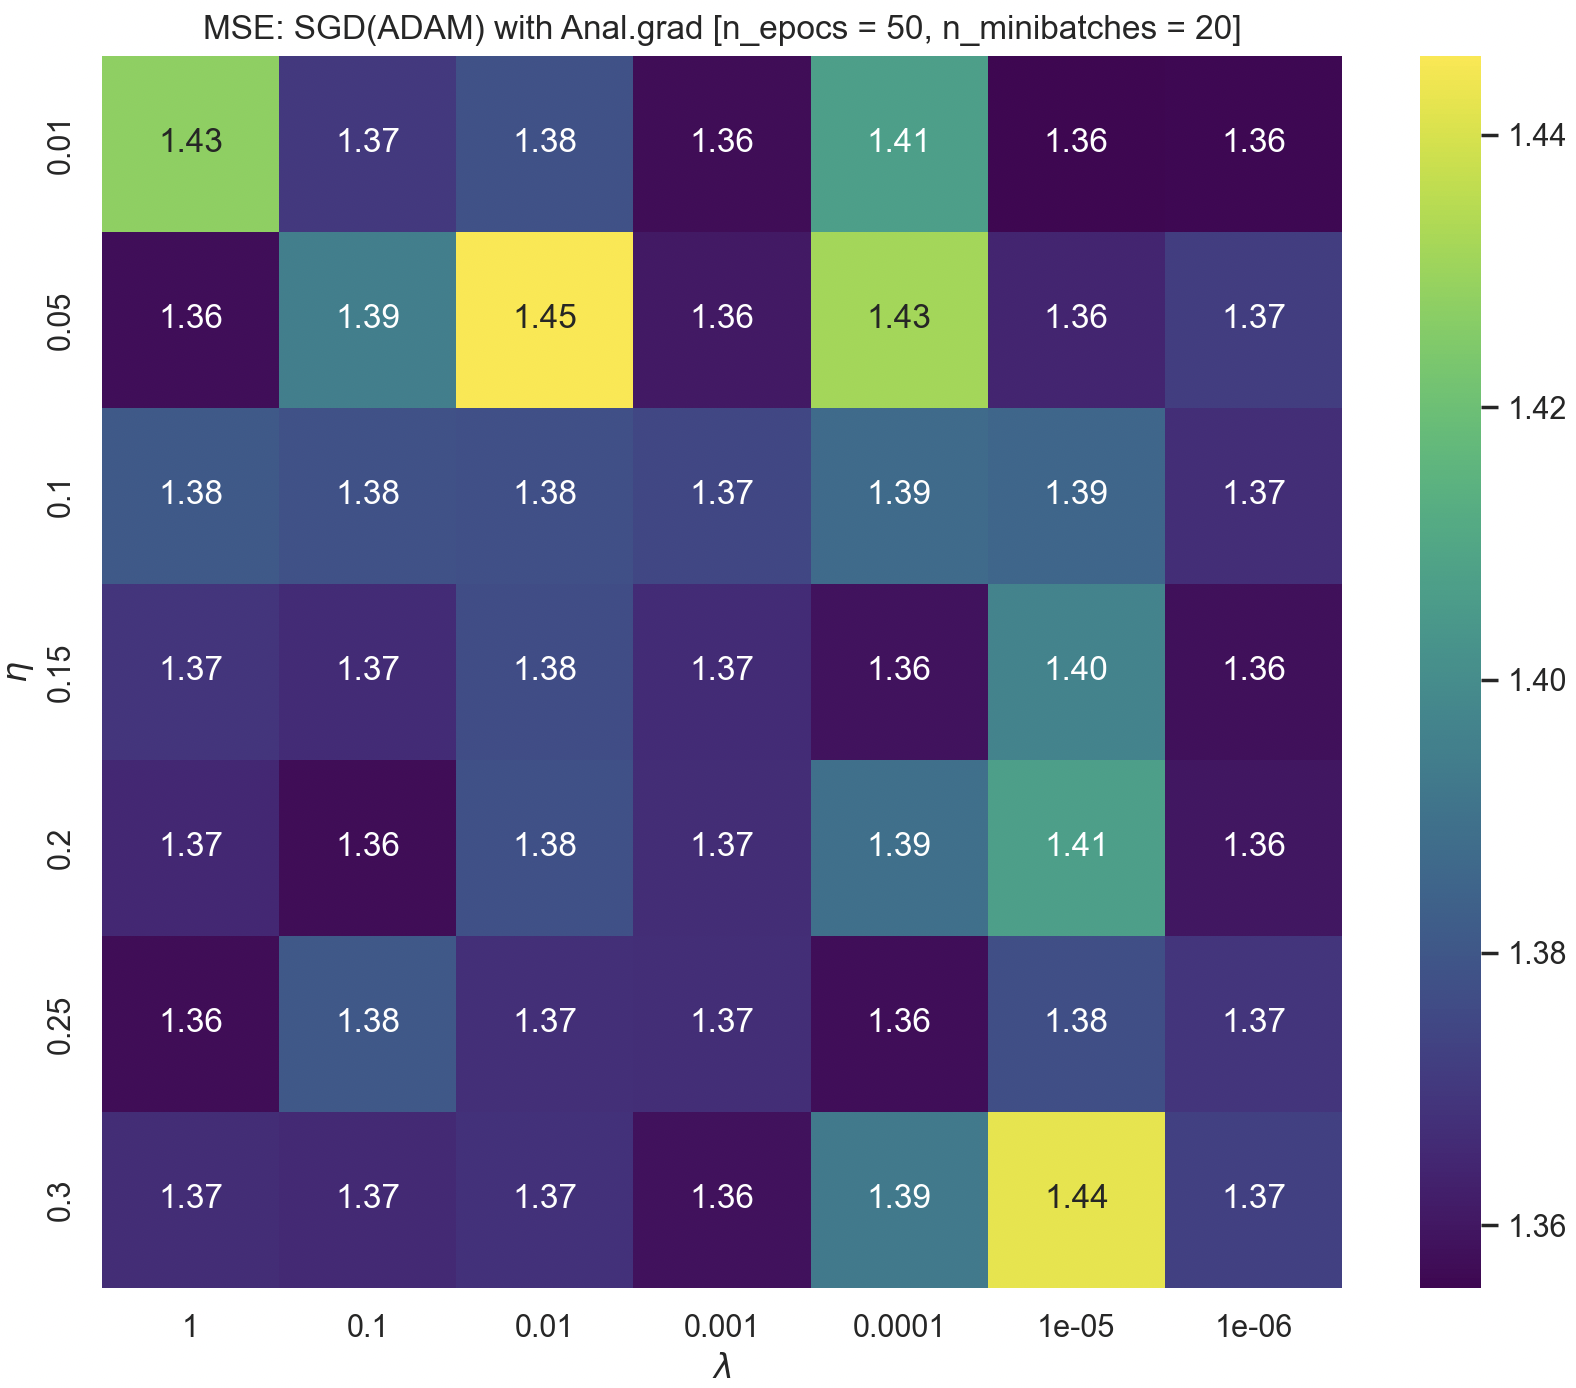 MSE: SGD(ADAM) with Anal.grad [n_epocs = 50, n_minibatches = 20]
0.01 1.43 1.37 1.38 1.36 1.41 1.36 1.36
0.05 1.36 1.39 1.45 1.36 1.43 1.36 1.37
0.1 1.38 1.38 1.38 1.37 1.39 1.39 1.37
0.15 1.37 1.37 1.38 1.37 1.36 1.40 1.36
0.2 1.37 1.36 1.38 1.37 1.39 1.41 1.36
0.25 1.36 1.38 1.37 1.37 1.36 1.38 1.37
0.3 1.37 1.37 1.37 1.36 1.39 1.44 1.37
1 0.1 0.01 0.001 0.0001 1e-05 1e-06
λ
η
1.44
1.42
1.40
1.38
1.36